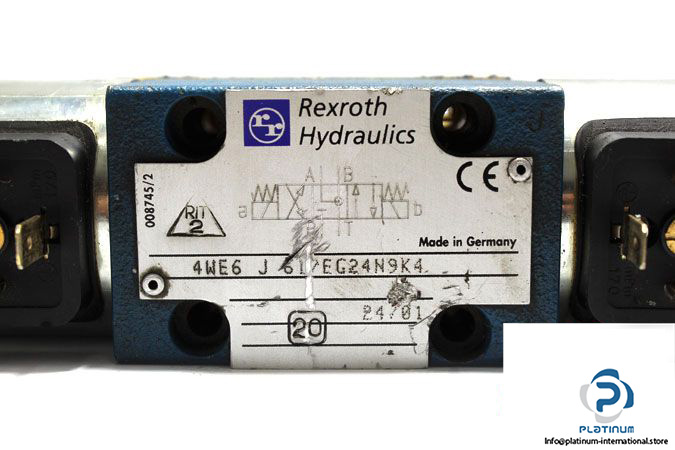 Rexroth
Hydraulics
A B
a b
P T
008745/2
RIT
2
CE
Made in Germany
4WE6 J 61/EG24N9K4
24/01
20
PLATINUM
Info@platinum-international.store